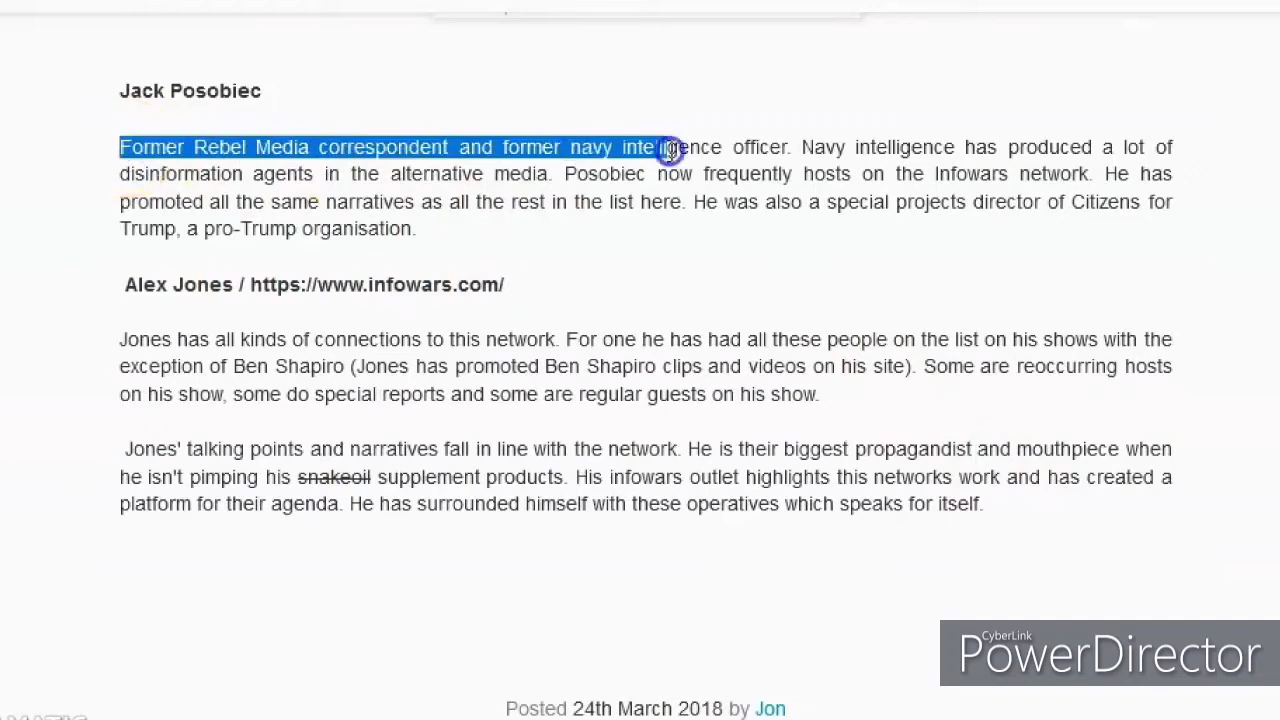 Jack Posobiec
Former Rebel Media correspondent and former navy intelligence officer. Navy intelligence has produced a lot of
disinformation agents in the alternative media. Posobiec now frequently hosts on the Infowars network. He has
promoted all the same narratives as all the rest in the list here. He was also a special projects director of Citizens for
Trump, a pro-Trump organisation.
Alex Jones / https://www.infowars.com/
Jones has all kinds of connections to this network. For one he has had all these people on the list on his shows with the
exception of Ben Shapiro (Jones has promoted Ben Shapiro clips and videos on his site). Some are reoccurring hosts
on his show, some do special reports and some are regular guests on his show.
Jones' talking points and narratives fall in line with the network. He is their biggest propagandist and mouthpiece when
he isn't pimping his snakeoil supplement products. His infowars outlet highlights this networks work and has created a
platform for their agenda. He has surrounded himself with these operatives which speaks for itself.
CyberLink
PowerDirector
Posted 24th March 2018 by Jon